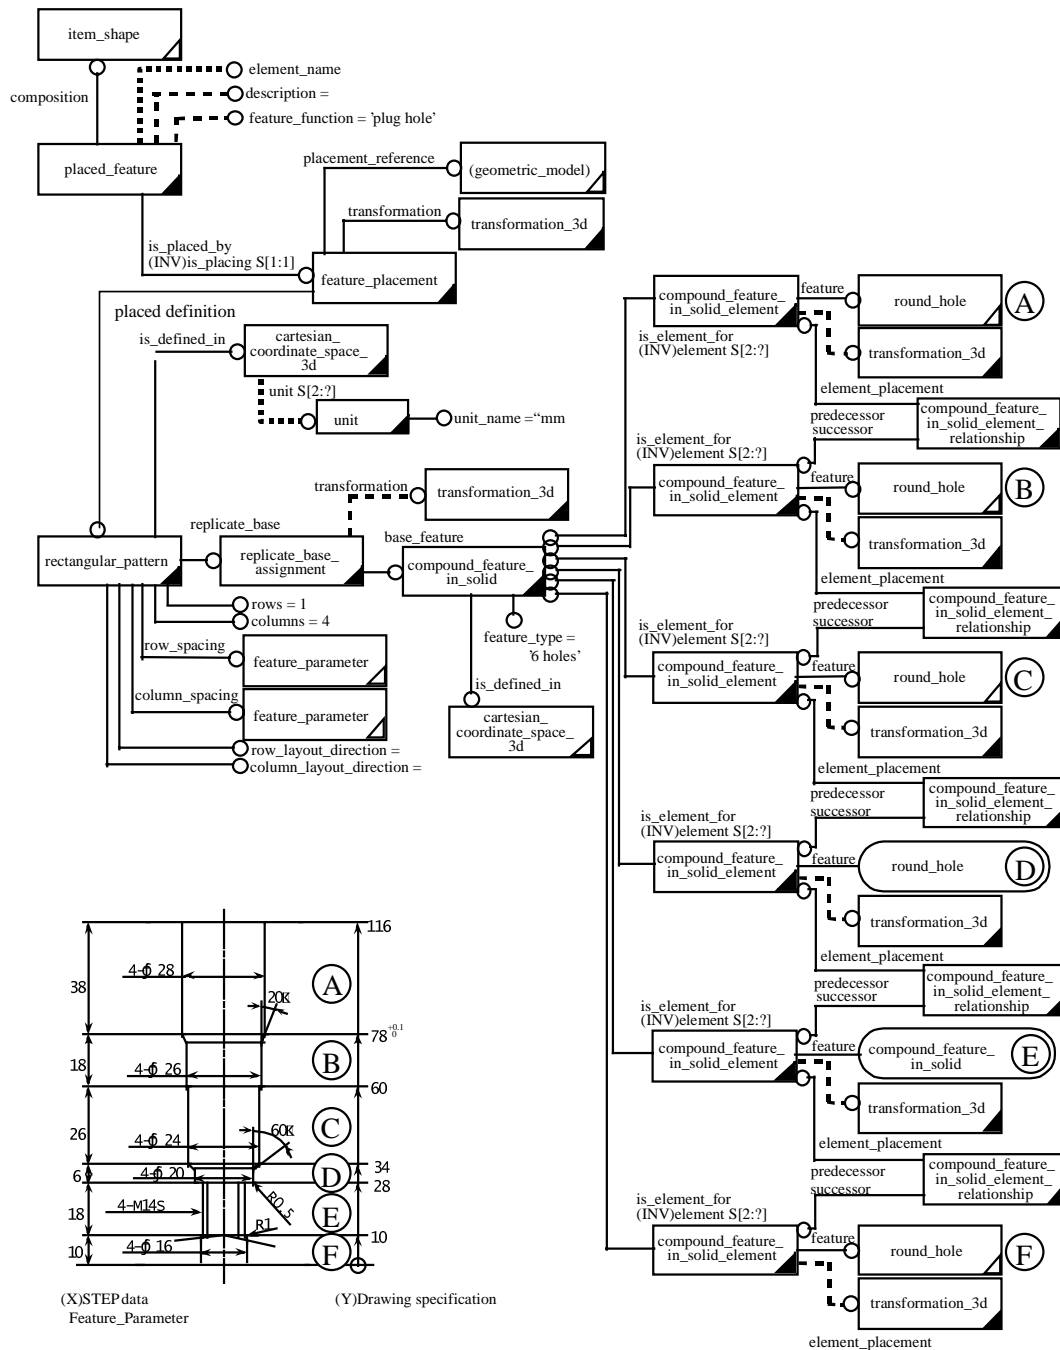 item_shape
composition
element_name
description =
feature_function = 'plug hole'
placed_feature
placement_reference
(geometric_model)
transformation
transformation_3d
is_placed_by
(INV)is_placing S[1:1]
feature_placement
placed definition
is_defined_in
cartesian_
coordinate_space_
3d
unit S[2:?]
unit
unit_name =“mm
transformation
transformation_3d
replicate_base
base_feature
rectangular_pattern
replicate_base_
assignment
compound_feature_
in_solid
rows = 1
columns = 4
row_spacing
feature_parameter
column_spacing
feature_parameter
row_layout_direction =
column_layout_direction =
feature_type =
'6 holes'
is_defined_in
cartesian_
coordinate_space_
3d
compound_feature_
in_solid_element
feature
round_hole
A
is_element_for
(INV)element S[2:?]
transformation_3d
element_placement
predecessor
successor
compound_feature_
in_solid_element_
relationship
is_element_for
(INV)element S[2:?]
compound_feature_
in_solid_element
feature
round_hole
B
transformation_3d
element_placement
predecessor
successor
compound_feature_
in_solid_element_
relationship
is_element_for
(INV)element S[2:?]
compound_feature_
in_solid_element
feature
round_hole
C
transformation_3d
element_placement
predecessor
successor
compound_feature_
in_solid_element_
relationship
is_element_for
(INV)element S[2:?]
compound_feature_
in_solid_element
feature
round_hole
D
transformation_3d
element_placement
predecessor
successor
compound_feature_
in_solid_element_
relationship
is_element_for
(INV)element S[2:?]
compound_feature_
in_solid_element
feature
compound_feature_
in_solid
E
transformation_3d
element_placement
predecessor
successor
compound_feature_
in_solid_element_
relationship
is_element_for
(INV)element S[2:?]
compound_feature_
in_solid_element
feature
round_hole
F
transformation_3d
element_placement
116
4-ϕ 28
38
A
20K
78 +0.1 0
18
B
4-ϕ 26
60
26
C
60K
4-ϕ 24
34
6
4-ϕ 20
D
28
R0.5
4-M14S
18
E
R1
10
4-ϕ 16
10
F
(X)STEP data
Feature_Parameter
(Y)Drawing specification